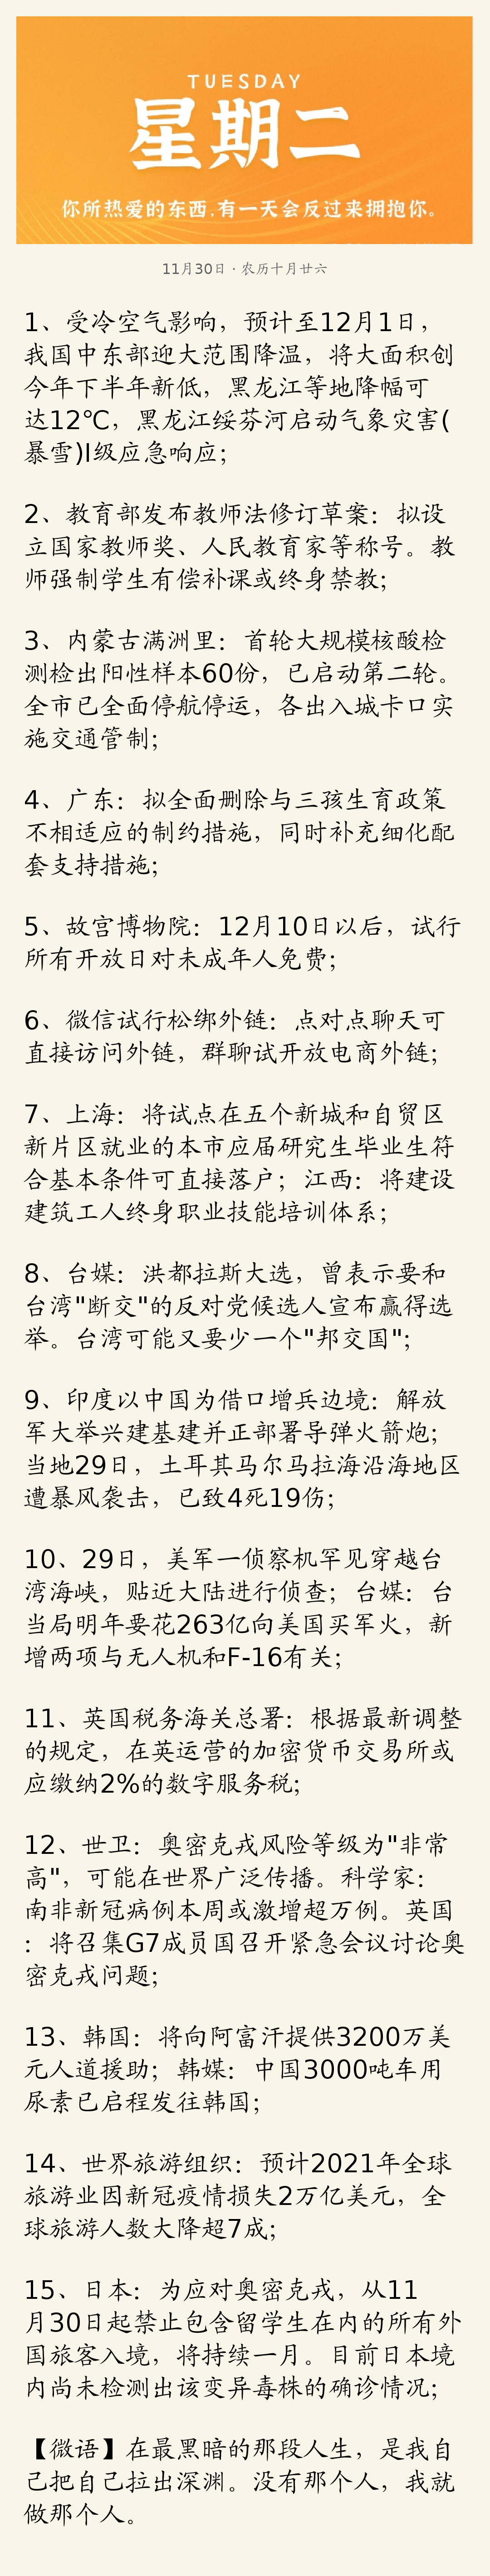 TUESDAY
星期二
你所热爱的东西,有一天会反过来拥抱你。
11月30日 · 农历十月廿六
1、受冷空气影响，预计至12月1日，
我国中东部迎大范围降温，将大面积创
今年下半年新低，黑龙江等地降幅可
达12℃，黑龙江绥芬河启动气象灾害(
暴雪)Ⅰ级应急响应；
2、教育部发布教师法修订草案：拟设
立国家教师奖、人民教育家等称号。教
师强制学生有偿补课或终身禁教；
3、内蒙古满洲里：首轮大规模核酸检
测检出阳性样本60份，已启动第二轮。
全市已全面停航停运，各出入城卡口实
施交通管制；
4、广东：拟全面删除与三孩生育政策
不相适应的制约措施，同时补充细化配
套支持措施；
5、故宫博物院：12月10日以后，试行
所有开放日对未成年人免费；
6、微信试行松绑外链：点对点聊天可
直接访问外链，群聊试开放电商外链；
7、上海：将试点在五个新城和自贸区
新片区就业的本市应届研究生毕业生符
合基本条件可直接落户；江西：将建设
建筑工人终身职业技能培训体系；
8、台媒：洪都拉斯大选，曾表示要和
台湾"断交"的反对党候选人宣布赢得选
举。台湾可能又要少一个"邦交国"；
9、印度以中国为借口增兵边境：解放
军大举兴建基建并正部署导弹火箭炮；
当地29日，土耳其马尔马拉海沿海地区
遭暴风袭击，已致4死19伤；
10、29日，美军一侦察机罕见穿越台
湾海峡，贴近大陆进行侦查；台媒：台
当局明年要花263亿向美国买军火，新
增两项与无人机和F-16有关；
11、英国税务海关总署：根据最新调整
的规定，在英运营的加密货币交易所或
应缴纳2%的数字服务税；
12、世卫：奥密克戎风险等级为"非常
高"，可能在世界广泛传播。科学家：
南非新冠病例本周或激增超万例。英国
：将召集G7成员国召开紧急会议讨论奥
密克戎问题；
13、韩国：将向阿富汗提供3200万美
元人道援助；韩媒：中国3000吨车用
尿素已启程发往韩国；
14、世界旅游组织：预计2021年全球
旅游业因新冠疫情损失2万亿美元，全
球旅游人数大降超7成；
15、日本：为应对奥密克戎，从11
月30日起禁止包含留学生在内的所有外
国旅客入境，将持续一月。目前日本境
内尚未检测出该变异毒株的确诊情况；
【微语】在最黑暗的那段人生，是我自
己把自己拉出深渊。没有那个人，我就
做那个人。